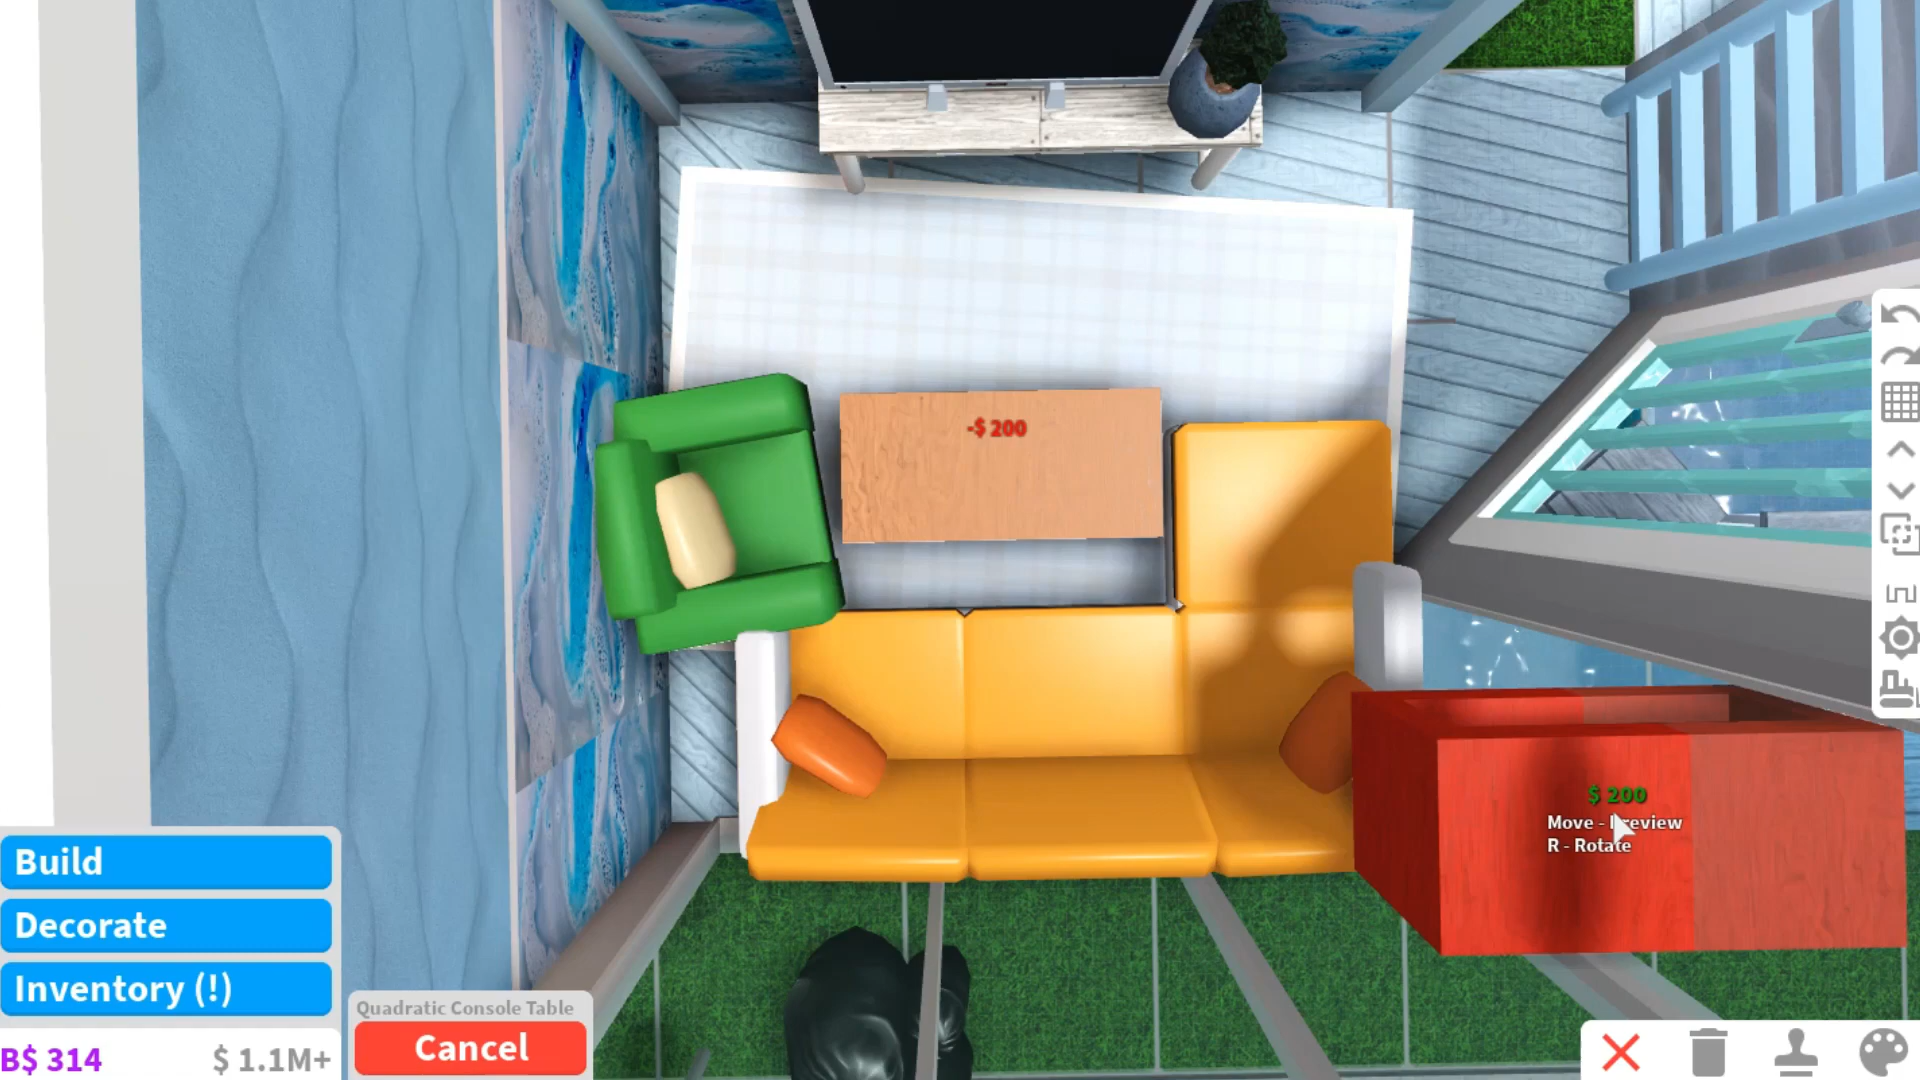 -$ 200
$ 200
Move - Preview
R - Rotate
Build
Decorate
Inventory (!)
Quadratic Console Table
Cancel
B$ 314
$ 1.1M+